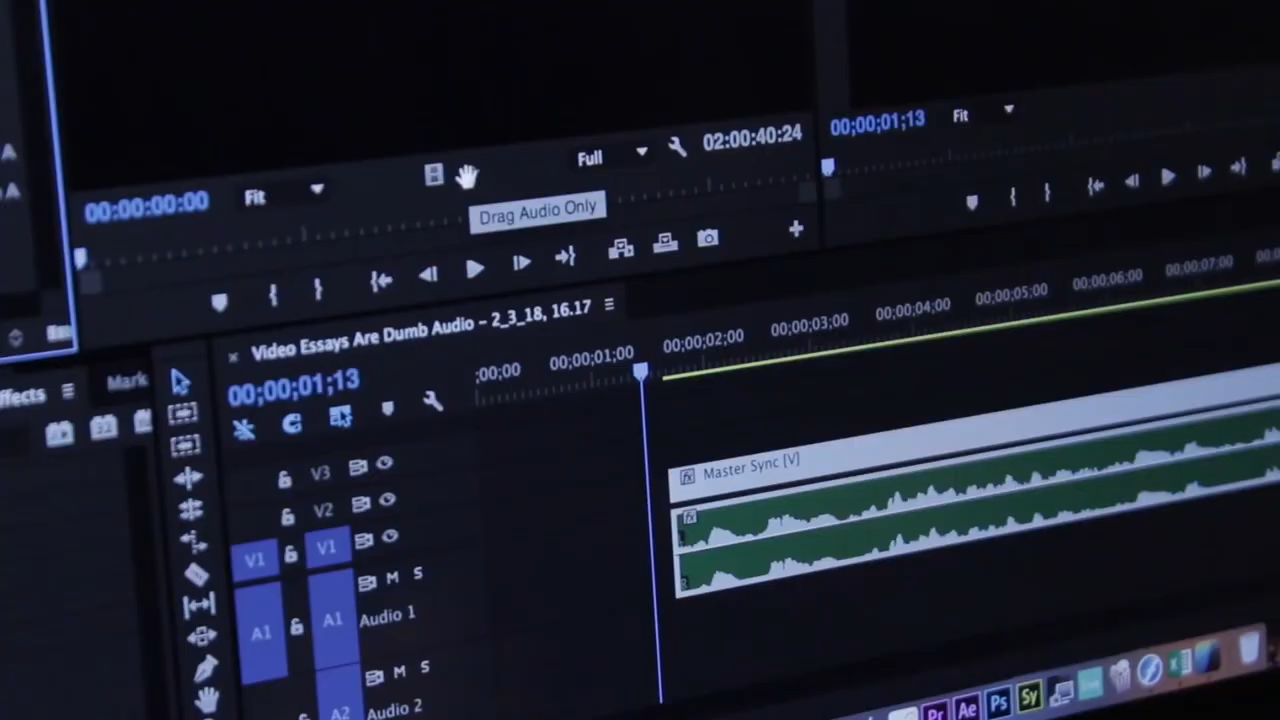 00;00;01;13 Fit
Full 02:00:40:24
00:00:00:00 Fit
Drag Audio Only
Video Essays Are Dumb Audio - 2_3_18, 16.17
;00;00 00;00;01;00 00;00;02;00 00;00;03;00 00;00;04;00 00;00;05;00 00;00;06;00 00;00;07;00
ffects Mark
00;00;01;13
fx Master Sync [V]
V3
fx
V2
V1 V1
M S
A1 A1 Audio 1
M S
A2 Audio 2
Pr Ae Ps Sy